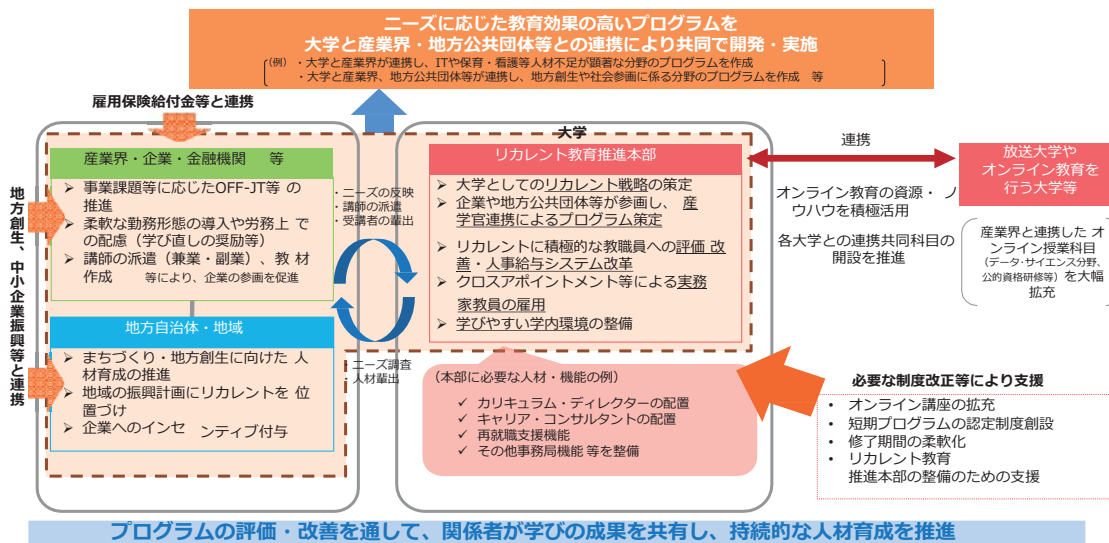 ニーズに応じた教育効果の高いプログラムを
大学と産業界・地方公共団体等との連携により共同で開発・実施
(例) ・大学と産業界が連携し、ITや保育・看護等人材不足が顕著な分野のプログラムを作成
・大学と産業界、地方公共団体等が連携し、地方創生や社会参画に係る分野のプログラムを作成 等
雇用保険給付金等と連携
地方創生、中小企業振興等と連携
産業界・企業・金融機関 等
➢ 事業課題等に応じたOFF-JT等 の
推進
➢ 柔軟な勤務形態の導入や労務上 で
の配慮（学び直しの奨励等）
➢ 講師の派遣（兼業・副業）、教 材
作成 等により、企業の参画を促進
地方自治体・地域
➢ まちづくり・地方創生に向けた 人
材育成の推進
➢ 地域の振興計画にリカレントを 位
置づけ
➢ 企業へのインセ ンティブ付与
・ニーズの反映
・講師の派遣
・受講者の輩出
・ニーズ調査
・人材輩出
大学
リカレント教育推進本部
➢ 大学としてのリカレント戦略の策定
➢ 企業や地方公共団体等が参画し、産
学官連携によるプログラム策定
➢ リカレントに積極的な教職員への評価 改
善・人事給与システム改革
➢ クロスアポイントメント等による実務
家教員の雇用
➢ 学びやすい学内環境の整備
（本部に必要な人材・機能の例）
✓ カリキュラム・ディレクターの配置
✓ キャリア・コンサルタントの配置
✓ 再就職支援機能
✓ その他事務局機能 等を整備
連携
オンライン教育の資源・ ノ
ウハウを積極活用
各大学との連携共同科目の
開設を推進
放送大学や
オンライン教育を
行う大学等
産業界と連携した オ
ンライン授業科目
（データ・サイエンス分野、
公的資格研修等）を大幅
拡充
必要な制度改正等により支援
• オンライン講座の拡充
• 短期プログラムの認定制度創設
• 修了期間の柔軟化
• リカレント教育
推進本部の整備のための支援
プログラムの評価・改善を通して、関係者が学びの成果を共有し、持続的な人材育成を推進